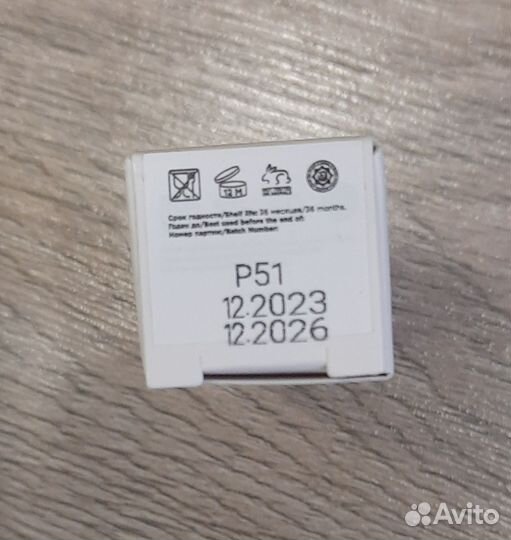 12 M
Срок годности/Shelf life: 36 месяцев/36 months.
Годен до/Best used before the end of:
Номер партии/Batch Number:
P51
12.2023
12.2026
Avito